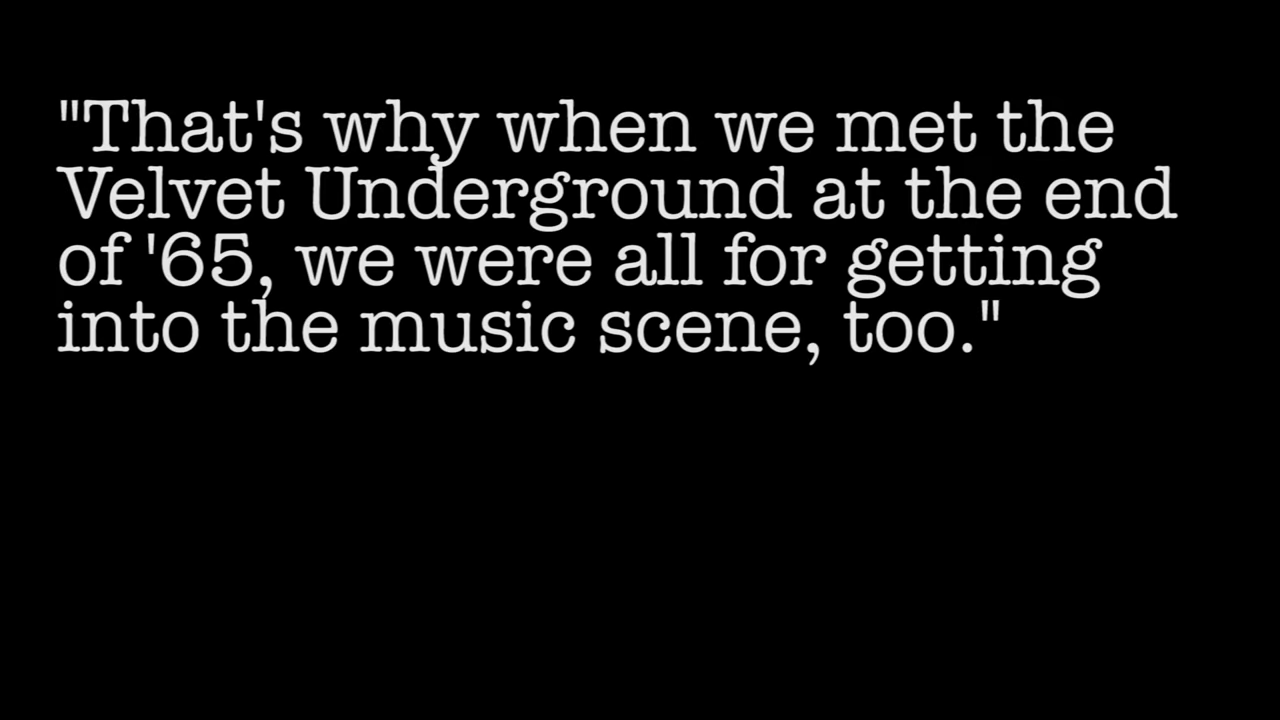 "That's why when we met the
Velvet Underground at the end
of '65, we were all for getting
into the music scene, too."